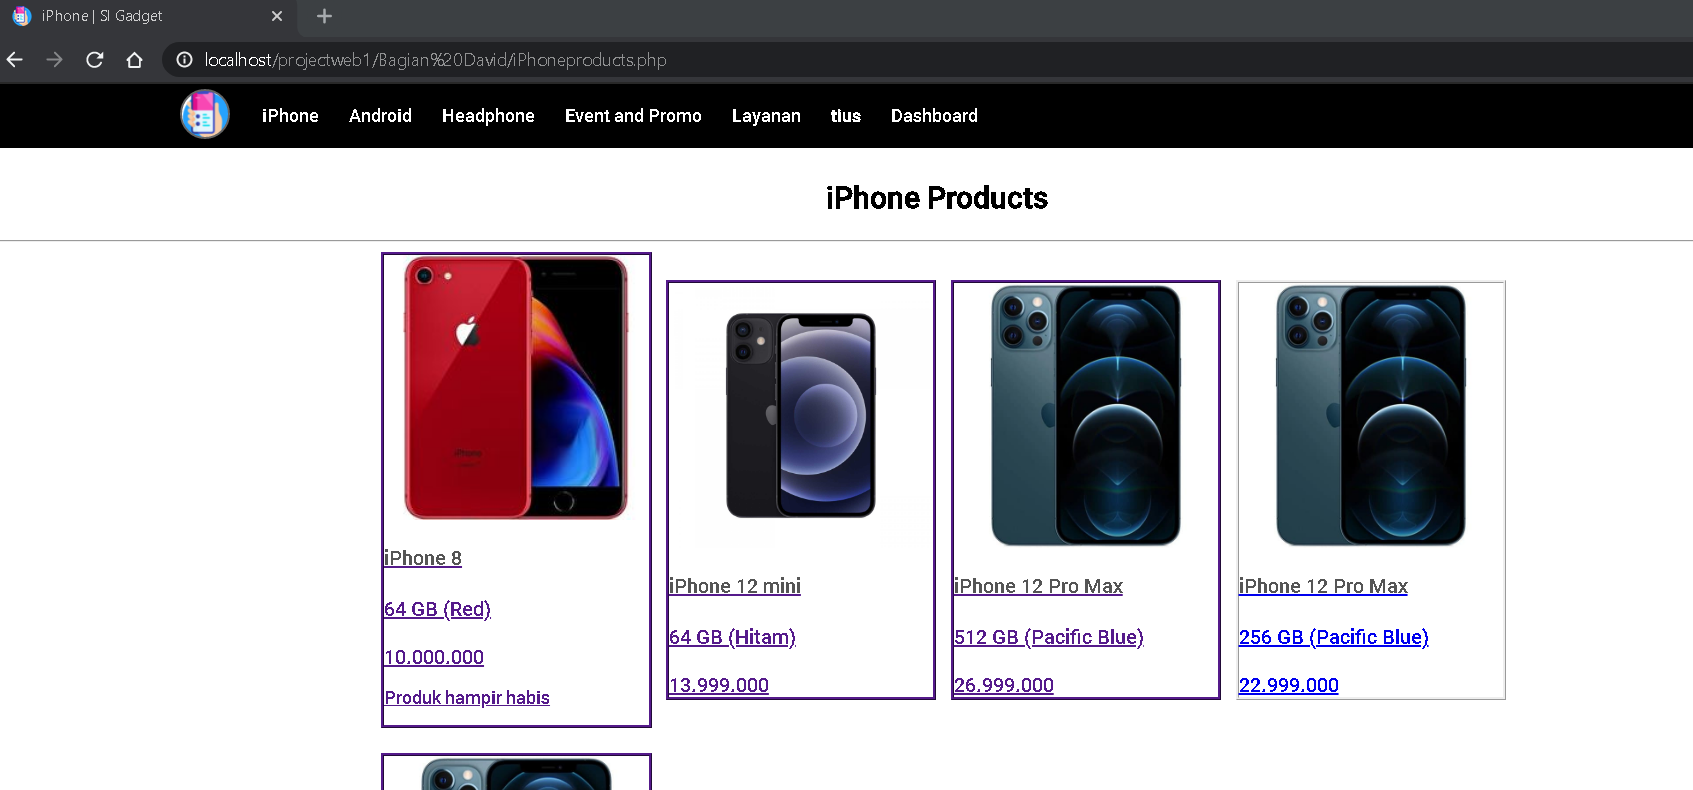 iPhone | SI Gadget
localhost/projectweb1/Bagian%20David/iPhoneproducts.php
iPhone Android Headphone Event and Promo Layanan tius Dashboard
iPhone Products
iPhone 8
64 GB (Red)
10.000.000
Produk hampir habis
iPhone 12 mini
64 GB (Hitam)
13.999.000
iPhone 12 Pro Max
512 GB (Pacific Blue)
26.999.000
iPhone 12 Pro Max
256 GB (Pacific Blue)
22.999.000